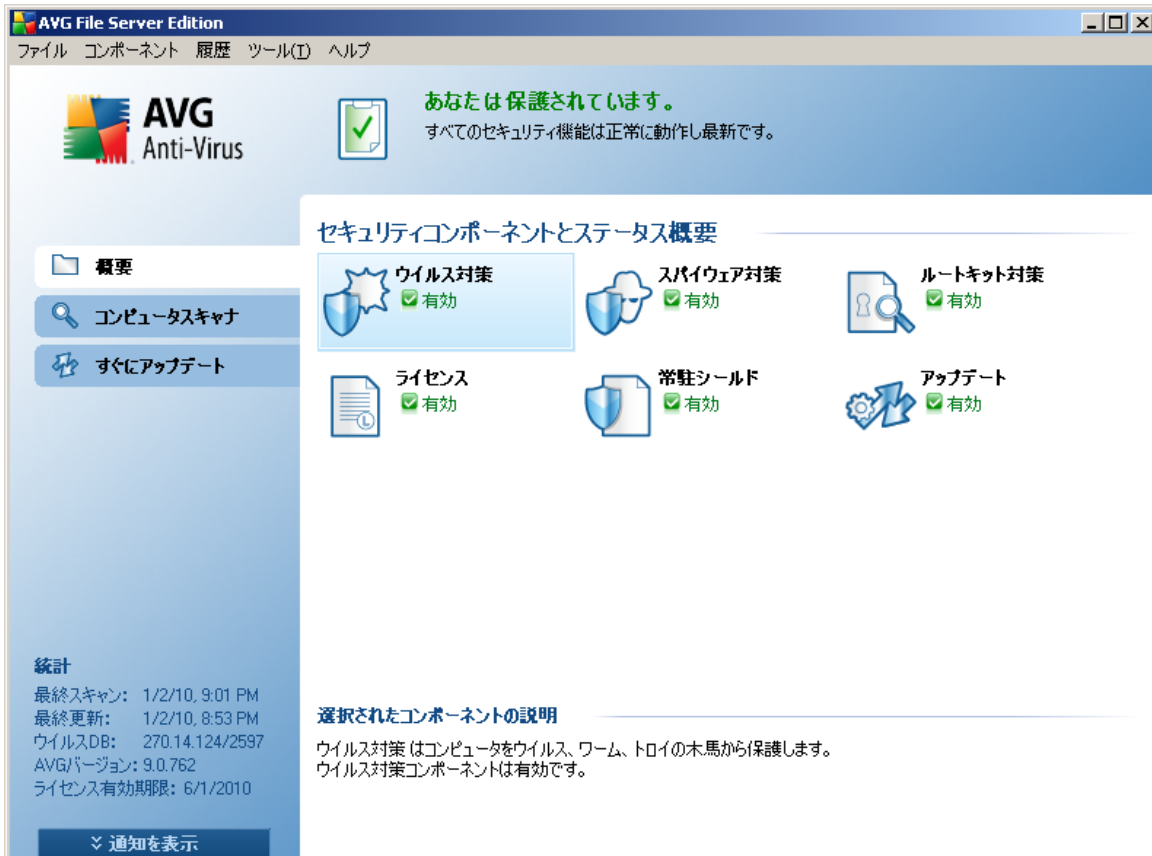 AVG File Server Edition
ファイル コンポーネント 履歴 ツール(T) ヘルプ
AVG
Anti-Virus
あなたは保護されています。
すべてのセキュリティ機能は正常に動作し最新です。
概要
コンピュータスキャナ
すぐにアップデート
セキュリティコンポーネントとステータス概要
ウイルス対策
有効
スパイウェア対策
有効
ルートキット対策
有効
ライセンス
有効
常駐シールド
有効
アップデート
有効
統計
最終スキャン: 1/2/10, 9:01 PM
最終更新: 1/2/10, 8:53 PM
ウイルスDB: 270.14.124/2597
AVGバージョン: 9.0.762
ライセンス有効期限: 6/1/2010
通知を表示
選択されたコンポーネントの説明
ウイルス対策 はコンピュータをウイルス、ワーム、トロイの木馬から保護します。
ウイルス対策コンポーネントは有効です。